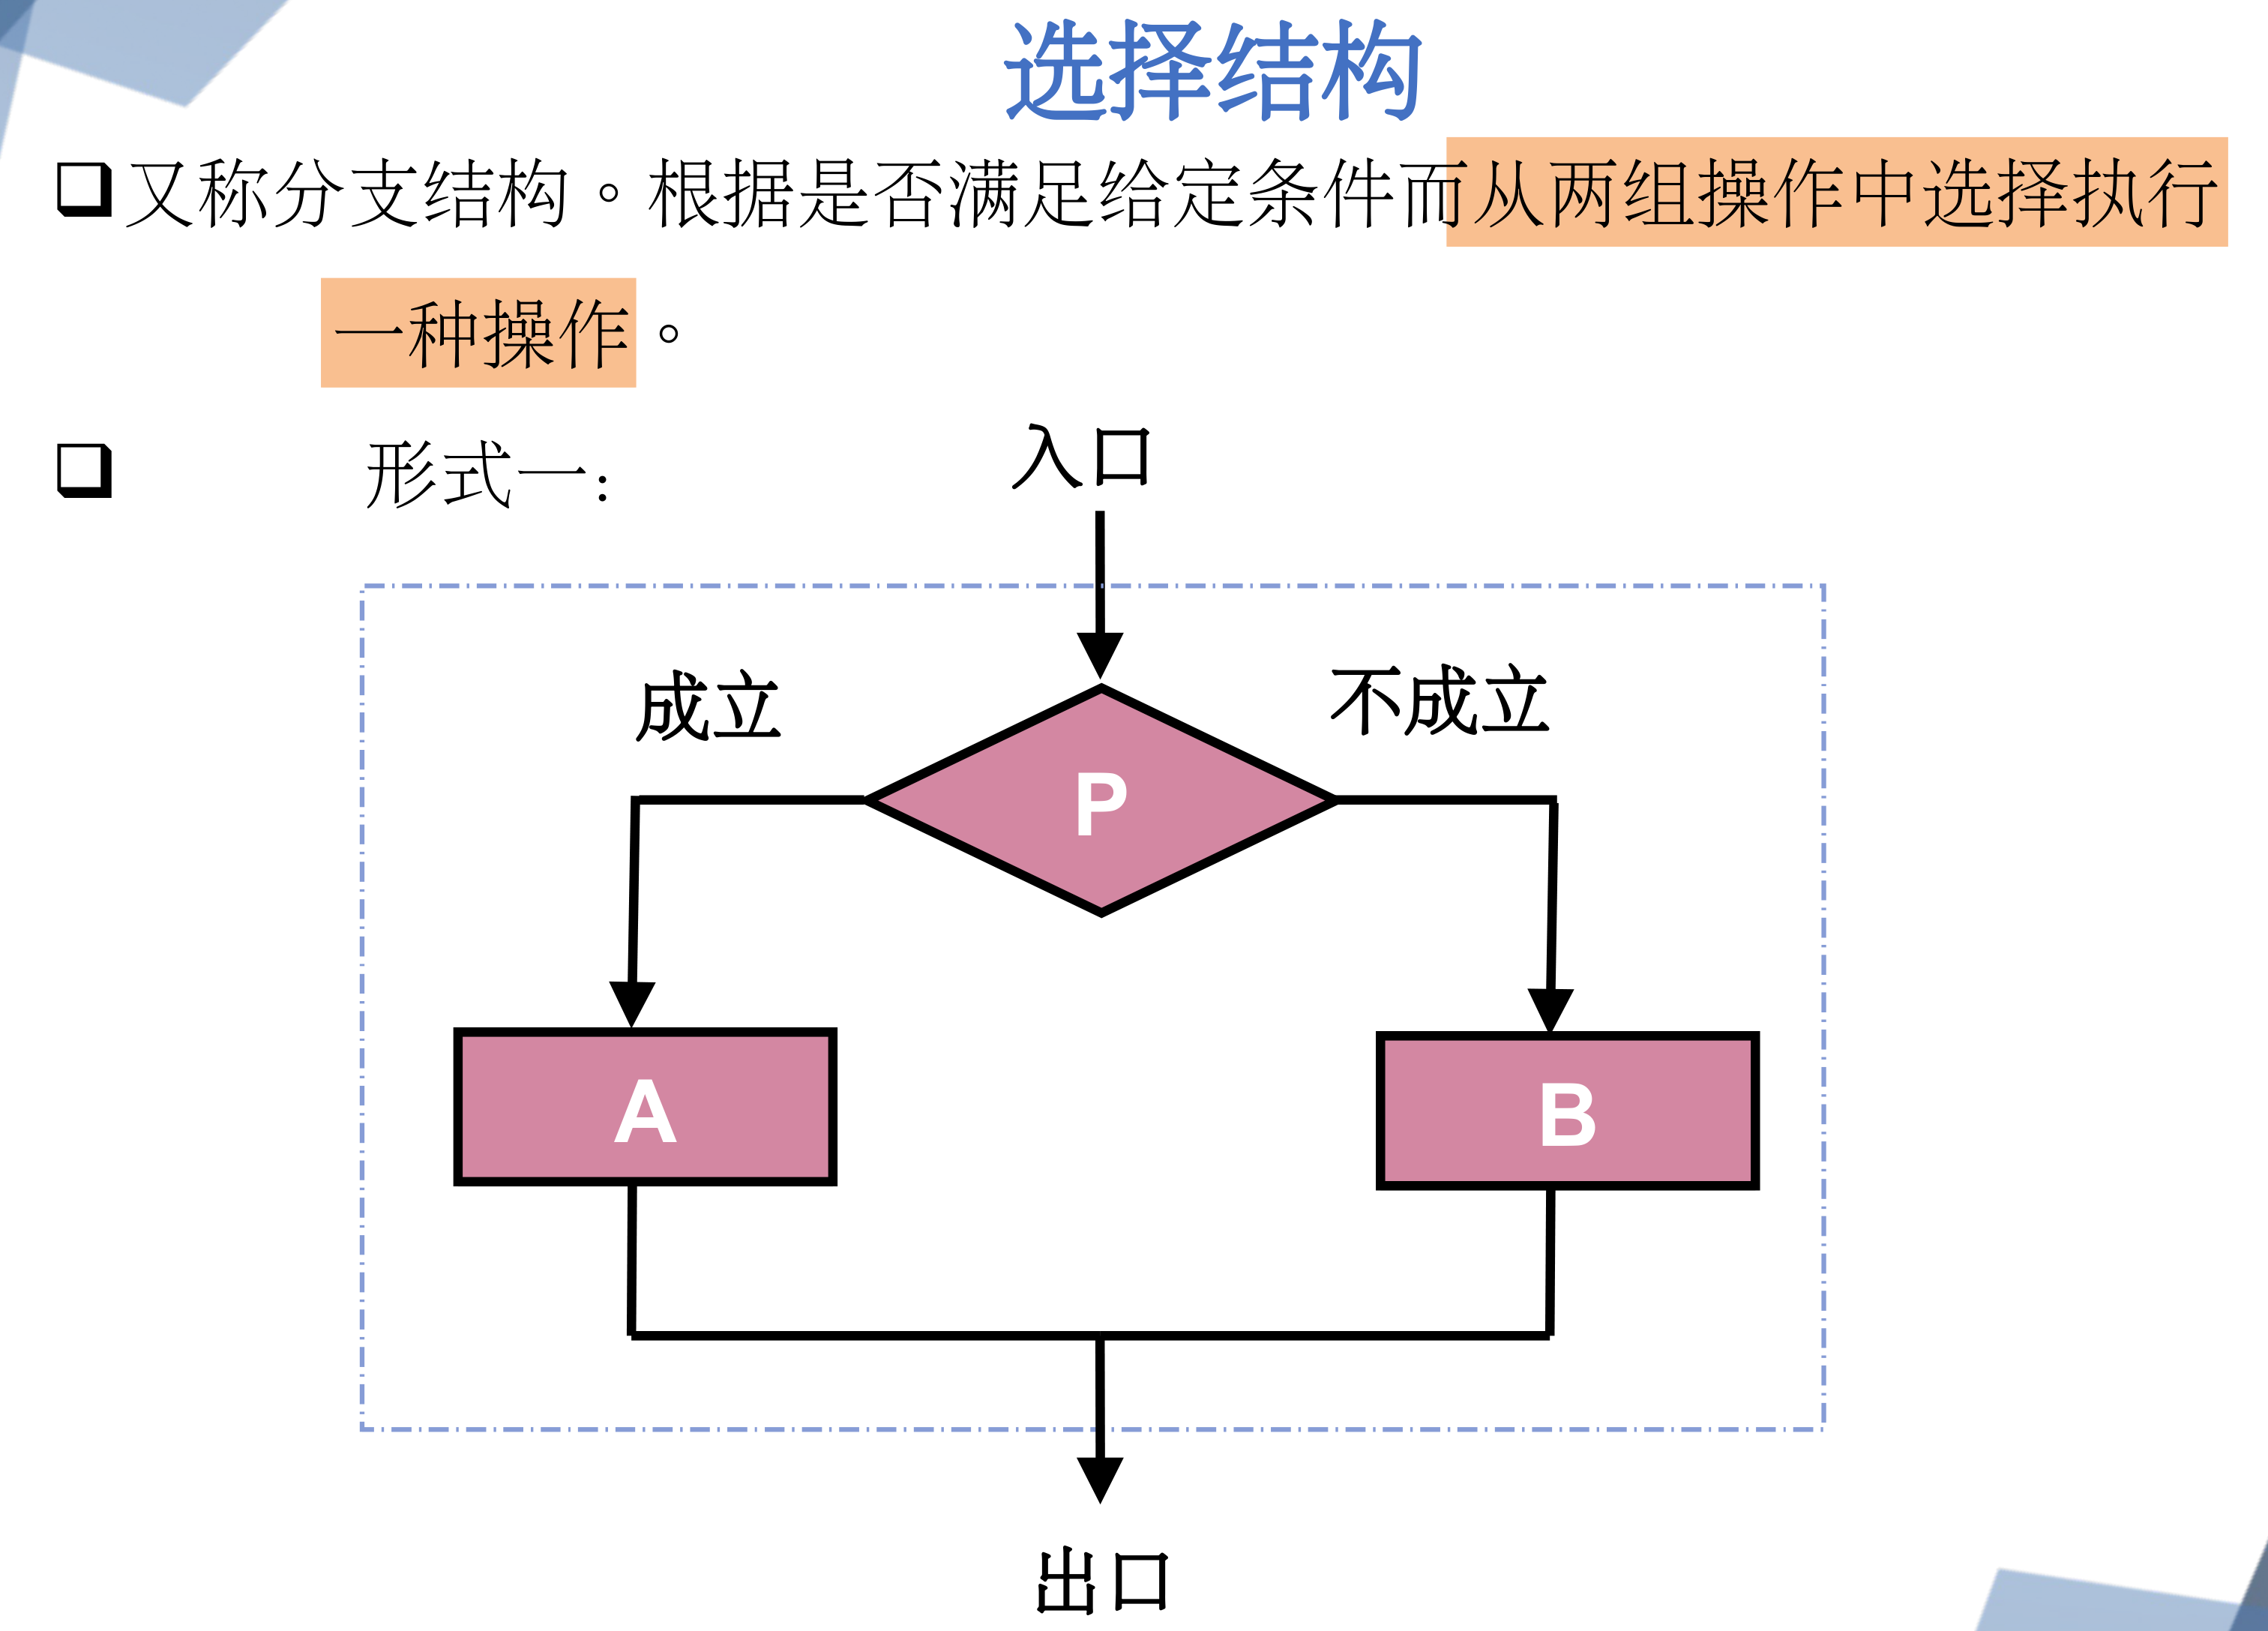 选择结构
又称分支结构。根据是否满足给定条件而从两组操作中选择执行
一种操作。
形式一:
入口
成立
不成立
P
A
B
出口